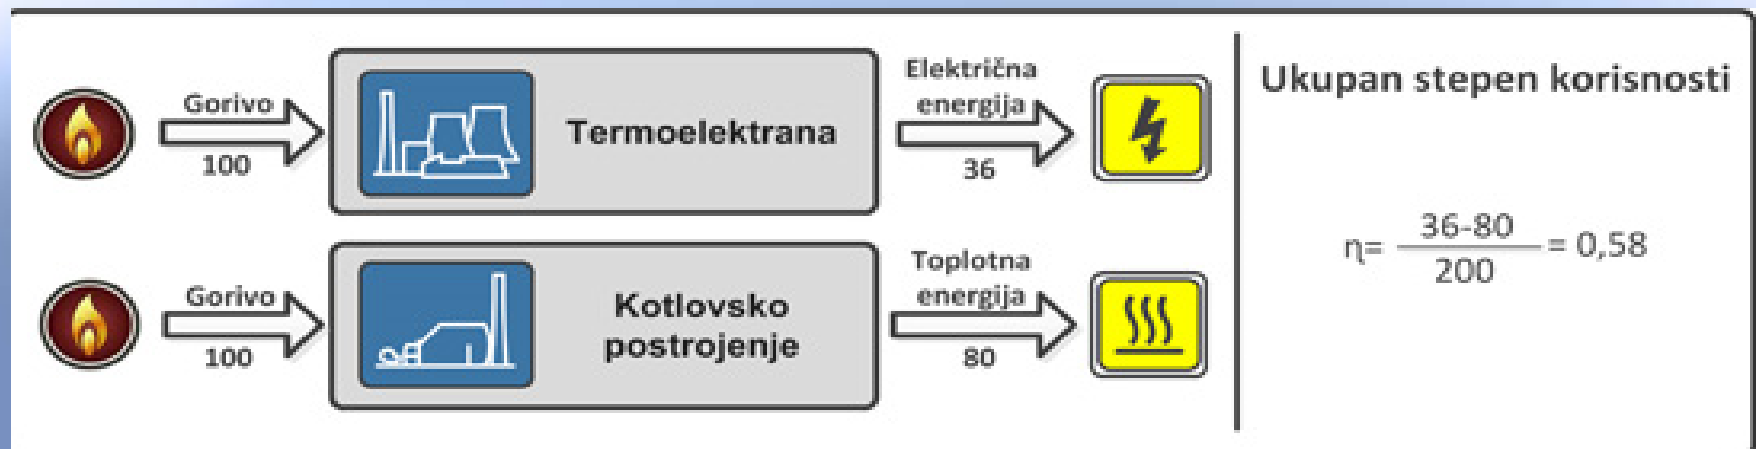 Gorivo
100
Termoelektrana
Električna
energija
36
Gorivo
100
Kotlovsko
postrojenje
Toplotna
energija
80
Ukupan stepen korisnosti
η= 36-80 = 0,58
200